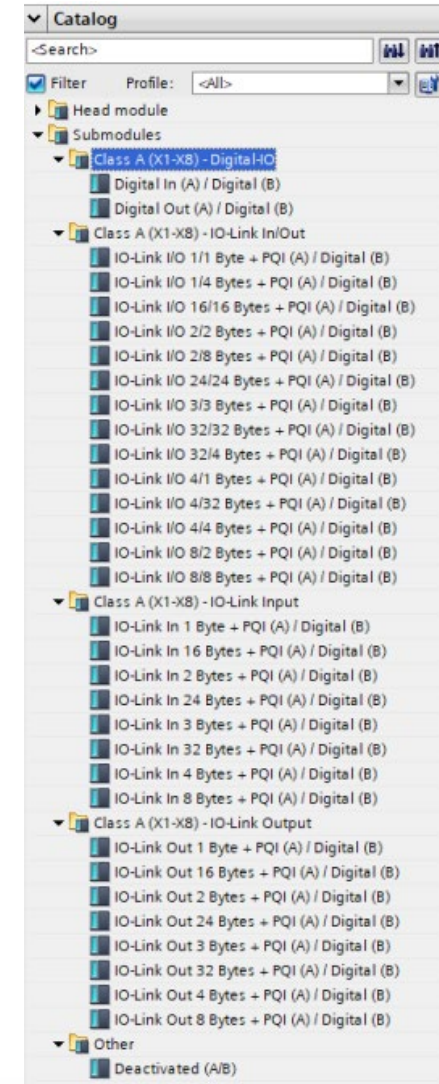 Catalog
<Search>
Filter Profile: <All>
Head module
Submodules
Class A (X1-X8) - Digital-IO
Digital In (A) / Digital (B)
Digital Out (A) / Digital (B)
Class A (X1-X8) - IO-Link In/Out
IO-Link I/O 1/1 Byte + PQI (A) / Digital (B)
IO-Link I/O 1/4 Bytes + PQI (A) / Digital (B)
IO-Link I/O 16/16 Bytes + PQI (A) / Digital (B)
IO-Link I/O 2/2 Bytes + PQI (A) / Digital (B)
IO-Link I/O 2/8 Bytes + PQI (A) / Digital (B)
IO-Link I/O 24/24 Bytes + PQI (A) / Digital (B)
IO-Link I/O 3/3 Bytes + PQI (A) / Digital (B)
IO-Link I/O 32/32 Bytes + PQI (A) / Digital (B)
IO-Link I/O 32/4 Bytes + PQI (A) / Digital (B)
IO-Link I/O 4/1 Bytes + PQI (A) / Digital (B)
IO-Link I/O 4/32 Bytes + PQI (A) / Digital (B)
IO-Link I/O 4/4 Bytes + PQI (A) / Digital (B)
IO-Link I/O 8/2 Bytes + PQI (A) / Digital (B)
IO-Link I/O 8/8 Bytes + PQI (A) / Digital (B)
Class A (X1-X8) - IO-Link Input
IO-Link In 1 Byte + PQI (A) / Digital (B)
IO-Link In 16 Bytes + PQI (A) / Digital (B)
IO-Link In 2 Bytes + PQI (A) / Digital (B)
IO-Link In 24 Bytes + PQI (A) / Digital (B)
IO-Link In 3 Bytes + PQI (A) / Digital (B)
IO-Link In 32 Bytes + PQI (A) / Digital (B)
IO-Link In 4 Bytes + PQI (A) / Digital (B)
IO-Link In 8 Bytes + PQI (A) / Digital (B)
Class A (X1-X8) - IO-Link Output
IO-Link Out 1 Byte + PQI (A) / Digital (B)
IO-Link Out 16 Bytes + PQI (A) / Digital (B)
IO-Link Out 2 Bytes + PQI (A) / Digital (B)
IO-Link Out 24 Bytes + PQI (A) / Digital (B)
IO-Link Out 3 Bytes + PQI (A) / Digital (B)
IO-Link Out 32 Bytes + PQI (A) / Digital (B)
IO-Link Out 4 Bytes + PQI (A) / Digital (B)
IO-Link Out 8 Bytes + PQI (A) / Digital (B)
Other
Deactivated (A/B)